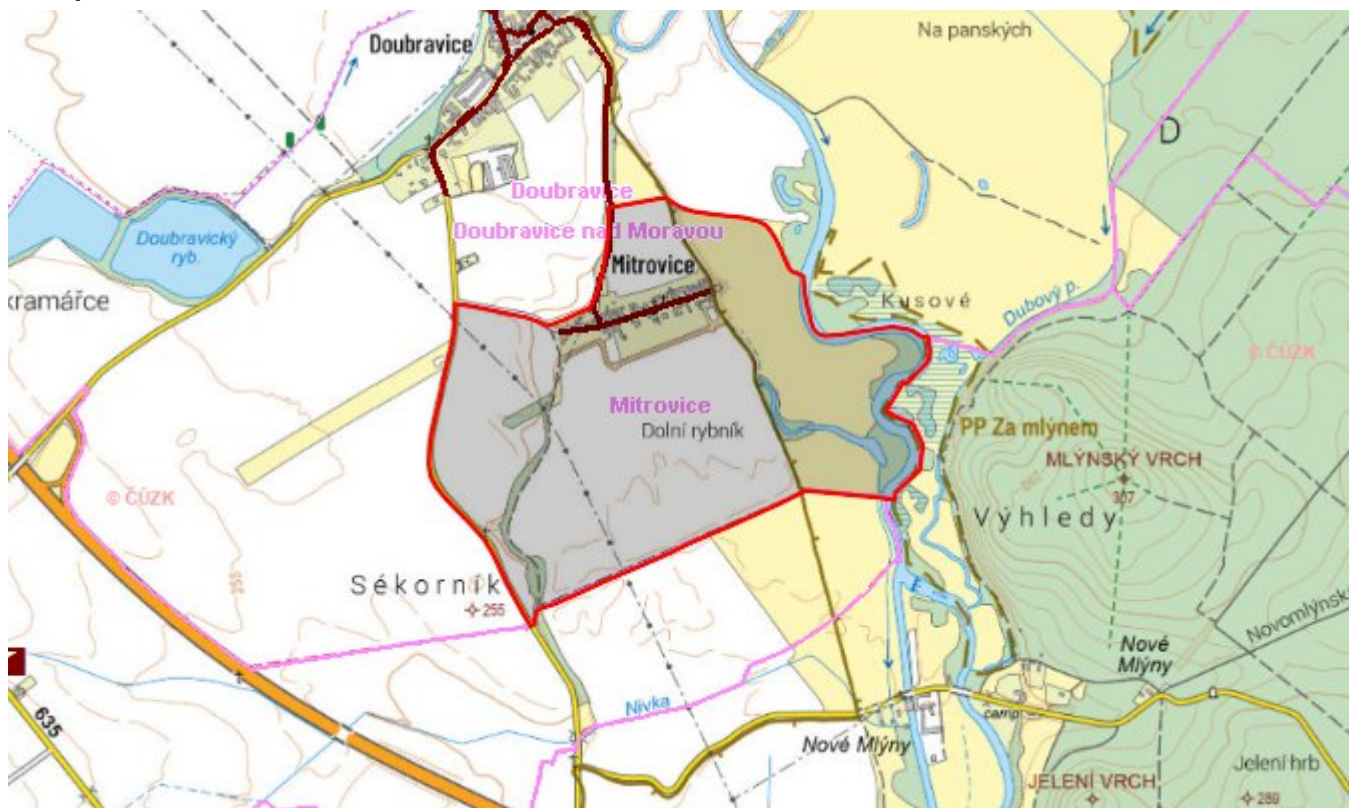 Doubravice
Na panských
D
Doubravice
Doubravice nad Moravou
Doubravický
ryb.
Mitrovice
Kusové
Dubový p.
kramářce
© ČÚZK
Mitrovice
Dolní rybník
PP Za mlýnem
MLÝNSKÝ VRCH
307
© ČÚZK
Výhledy
255
Sékorník
255
Novomlýnsk
Nové
Mlýny
635
Nivka
camp
Nové Mlýny
JELENÍ VRCH
Jelení hrb
280